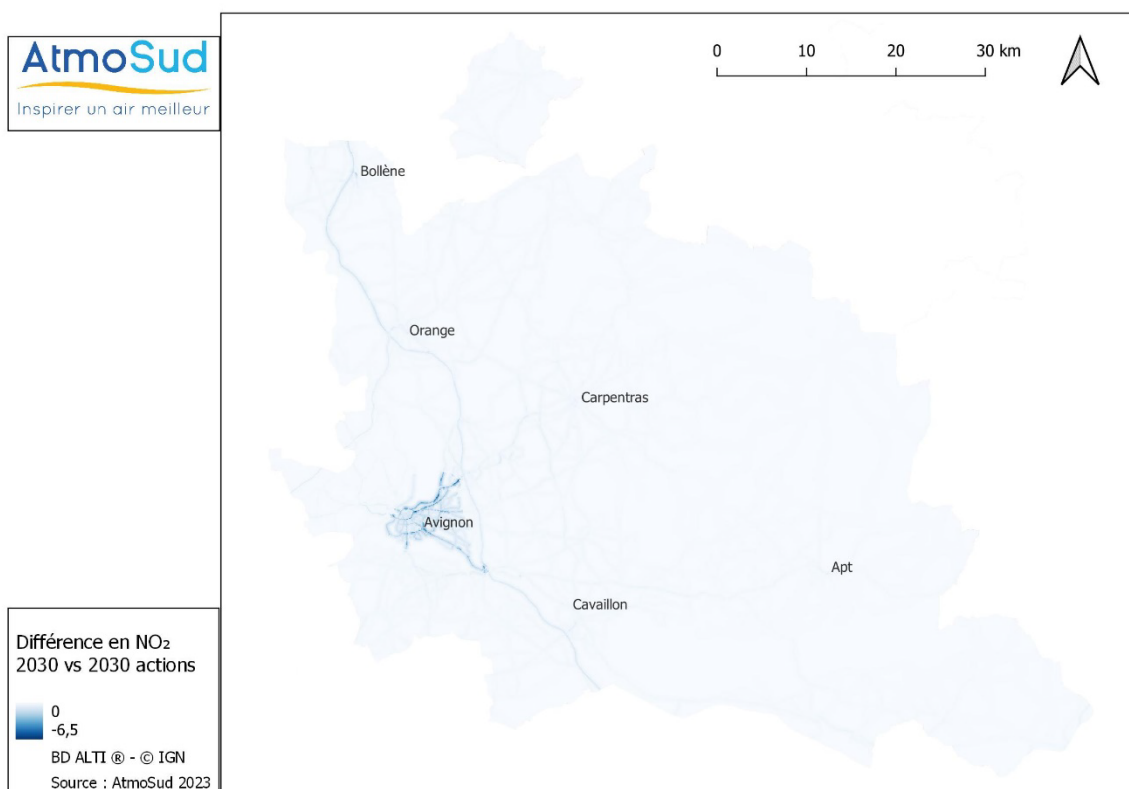 AtmoSud
Inspirer un air meilleur
0 10 20 30 km
Bollène
Orange
Carpentras
Avignon
Apt
Cavaillon
Différence en NO₂
2030 vs 2030 actions
0
-6,5
BD ALTI ® - © IGN
Source : AtmoSud 2023